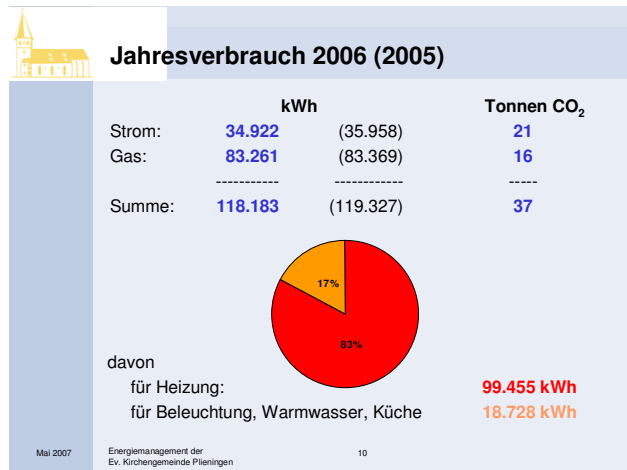 Jahresverbrauch 2006 (2005)
kWh Tonnen CO₂
Strom: 34.922 (35.958) 21
Gas: 83.261 (83.369) 16
----------- ------------ -----
Summe: 118.183 (119.327) 37
17%
83%
davon
für Heizung: 99.455 kWh
für Beleuchtung, Warmwasser, Küche 18.728 kWh
Mai 2007 Energiemanagement der 10
Ev. Kirchengemeinde Plieningen